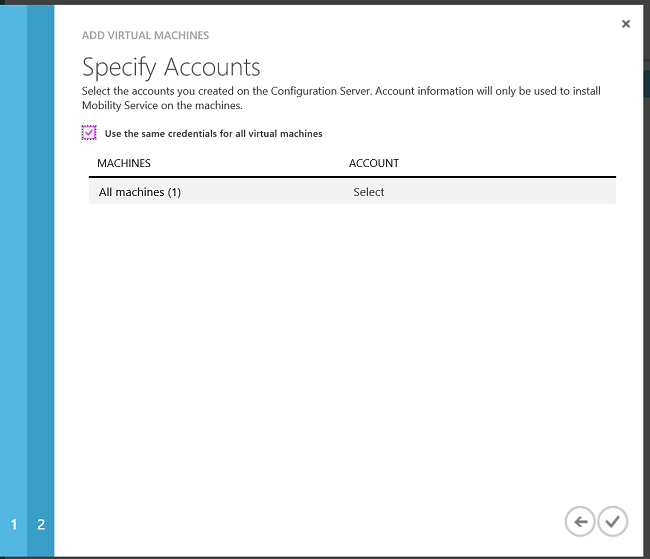 ADD VIRTUAL MACHINES
Specify Accounts
Select the accounts you created on the Configuration Server. Account information will only be used to install
Mobility Service on the machines.
Use the same credentials for all virtual machines
MACHINES ACCOUNT
All machines (1) Select
1 2